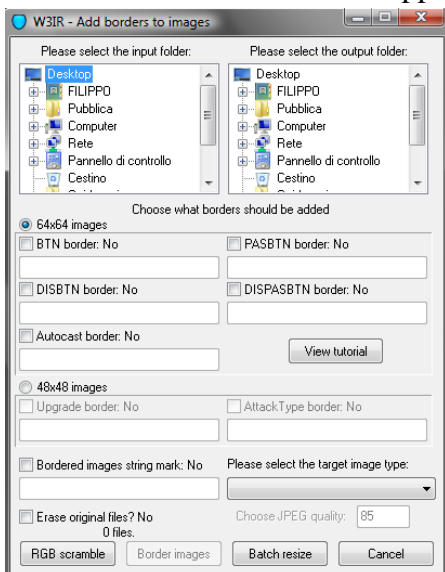 W3IR - Add borders to images
Please select the input folder: Please select the output folder:
Desktop Desktop
FILIPPO FILIPPO
Pubblica Pubblica
Computer Computer
Rete Rete
Pannello di controllo Pannello di controllo
Cestino Cestino
Choose what borders should be added
64x64 images
BTN border: No PASBTN border: No
DISBTN border: No DISPASBTN border: No
Autocast border: No
View tutorial
48x48 images
Upgrade border: No AttackType border: No
Bordered images string mark: No Please select the target image type:
Erase original files? No Choose JPEG quality: 85
0 files.
RGB scramble Border images Batch resize Cancel